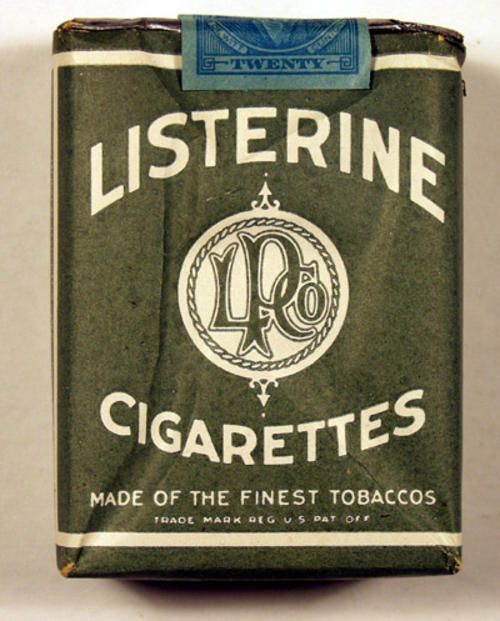 TWENTY
LISTERINE
LPCo
CIGARETTES
MADE OF THE FINEST TOBACCOS
TRADE MARK REG U S PAT OFF